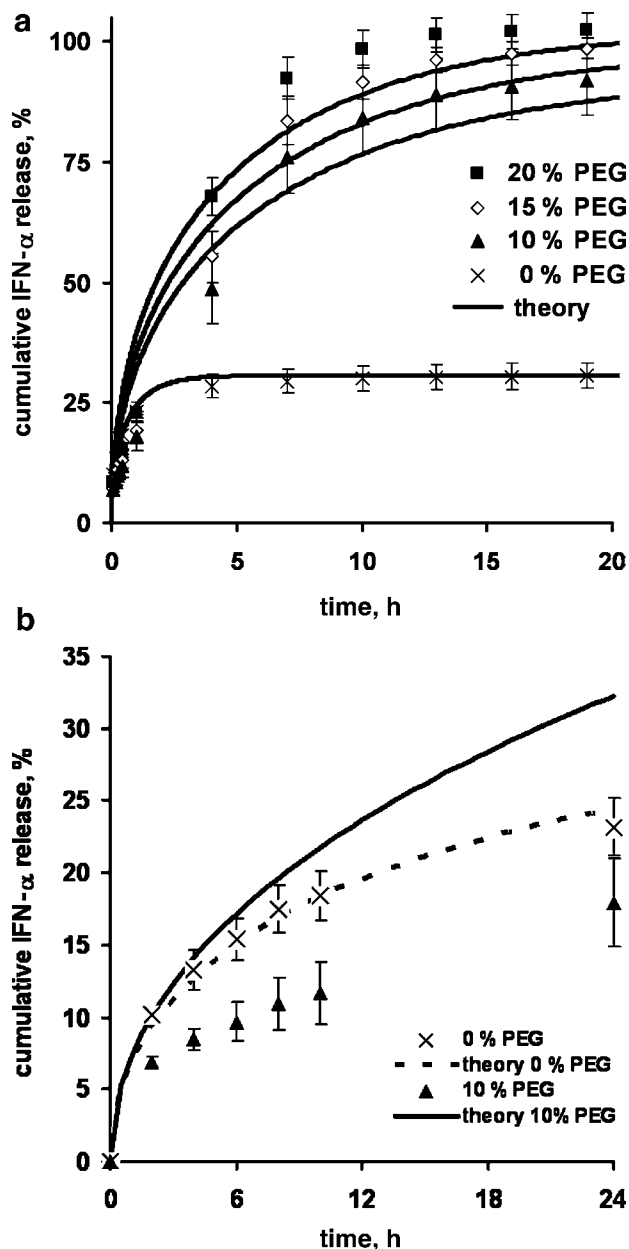 a
100
75
50
25
0
cumulative IFN-α release, %
20 % PEG
15 % PEG
10 % PEG
0 % PEG
theory
0 5 10 15 20
time, h
b
35
30
25
20
15
10
5
0
cumulative IFN-α release, %
0 % PEG
theory 0 % PEG
10 % PEG
theory 10% PEG
0 6 12 18 24
time, h